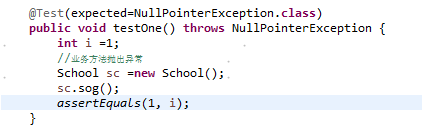 @Test(expected=NullPointerException.class)
public void testOne() throws NullPointerException {
int i =1;
//业务方法抛出异常
School sc =new School();
sc.sog();
assertEquals(1, i);
}